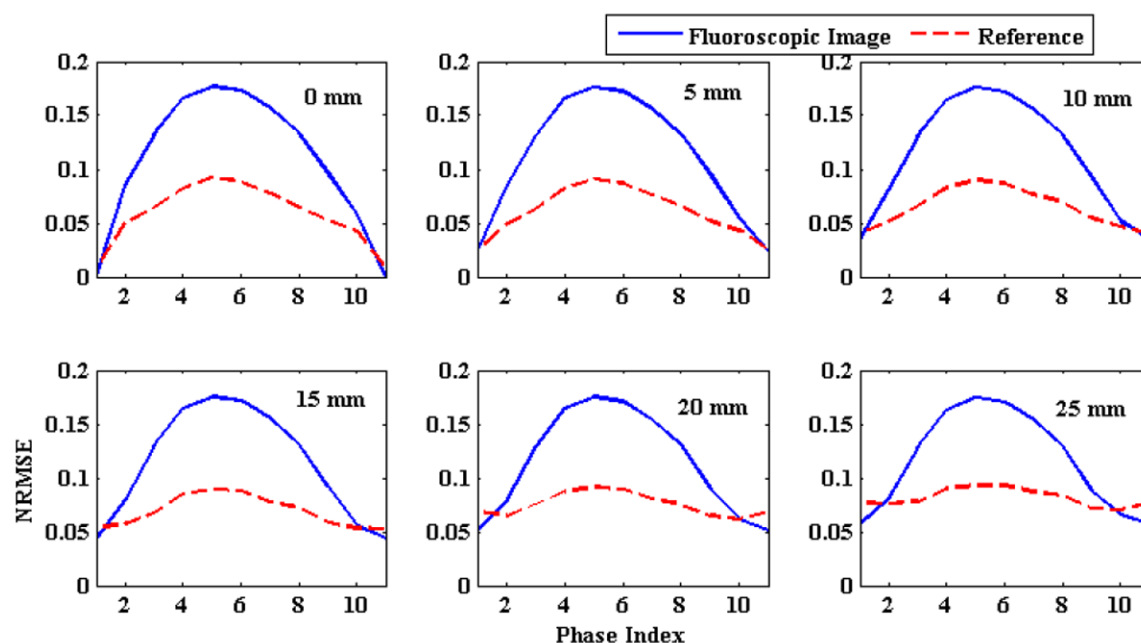 Fluoroscopic Image Reference
0.2 0.2 0.2
0 mm 5 mm 10 mm
0.15 0.15 0.15
0.1 0.1 0.1
0.05 0.05 0.05
0 0 0
2 4 6 8 10 2 4 6 8 10 2 4 6 8 10
0.2 0.2 0.2
15 mm 20 mm 25 mm
0.15 0.15 0.15
0.1 0.1 0.1
0.05 0.05 0.05
0 0 0
2 4 6 8 10 2 4 6 8 10 2 4 6 8 10
NRMSE
Phase Index